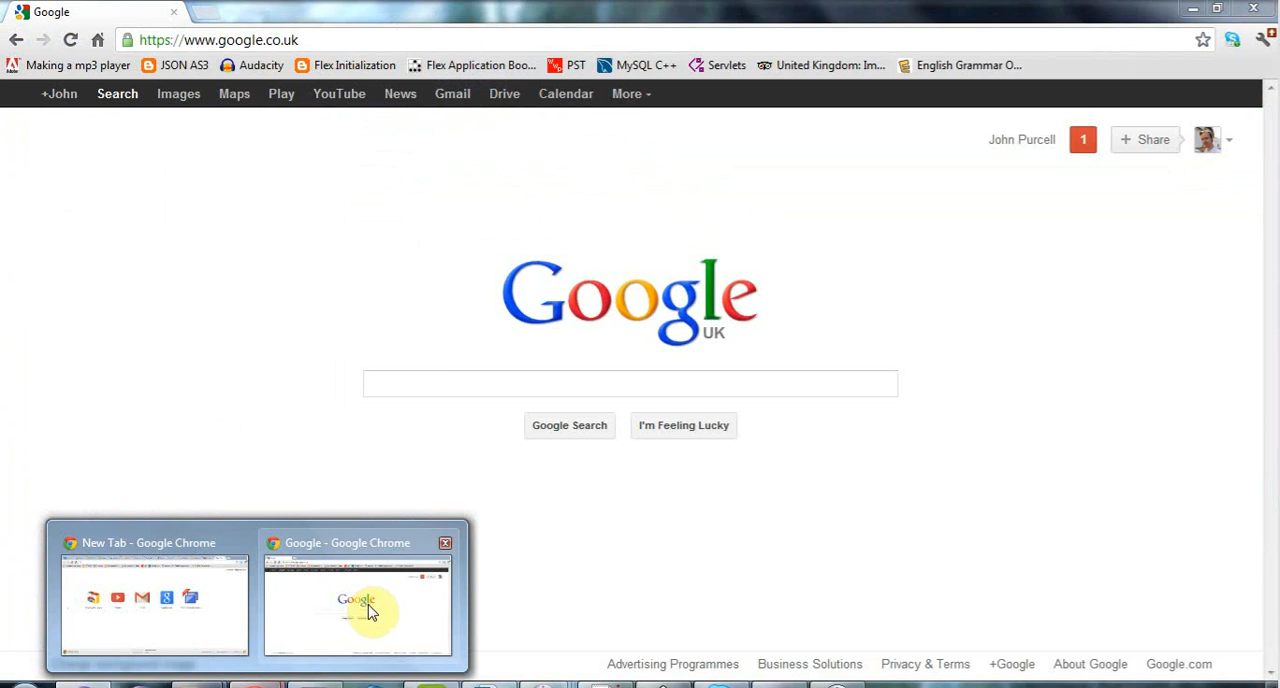 Google
https://www.google.co.uk
Making a mp3 player JSON AS3 Audacity Flex Initialization Flex Application Boo... PST MySQL C++ Servlets United Kingdom: Im... English Grammar O...
+John Search Images Maps Play YouTube News Gmail Drive Calendar More
John Purcell 1 + Share
Google
UK
Google Search I'm Feeling Lucky
New Tab - Google Chrome Google - Google Chrome
Google
Advertising Programmes Business Solutions Privacy & Terms +Google About Google Google.com